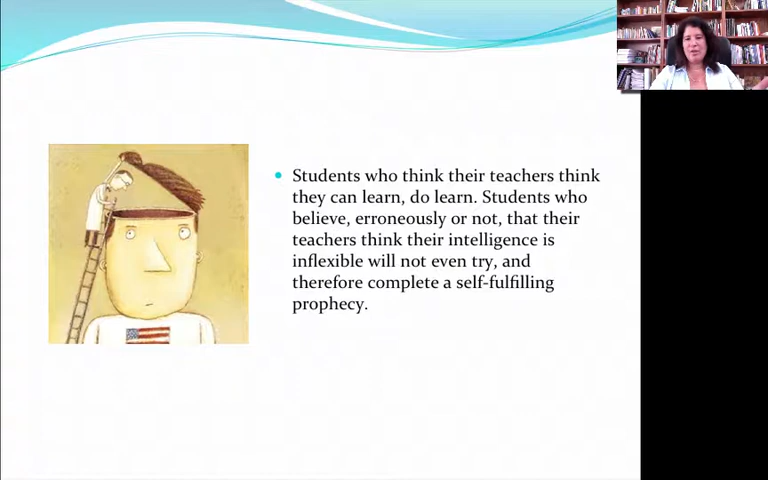 Students who think their teachers think
they can learn, do learn. Students who
believe, erroneously or not, that their
teachers think their intelligence is
inflexible will not even try, and
therefore complete a self-fulfilling
prophecy.